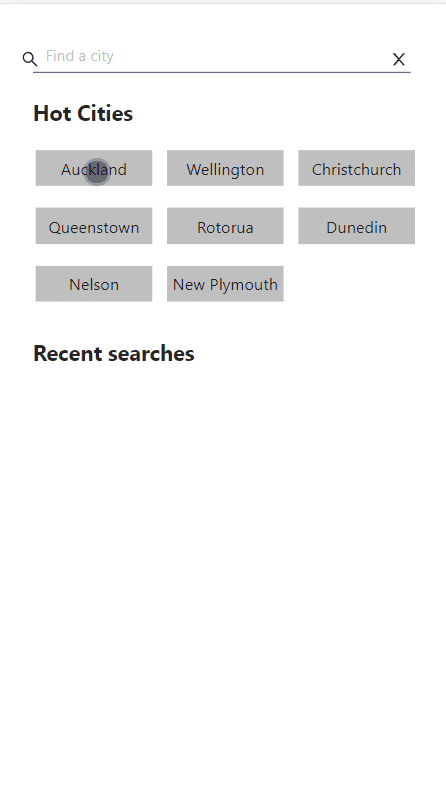 Find a city
X
Hot Cities
Auckland Wellington Christchurch
Queenstown Rotorua Dunedin
Nelson New Plymouth
Recent searches